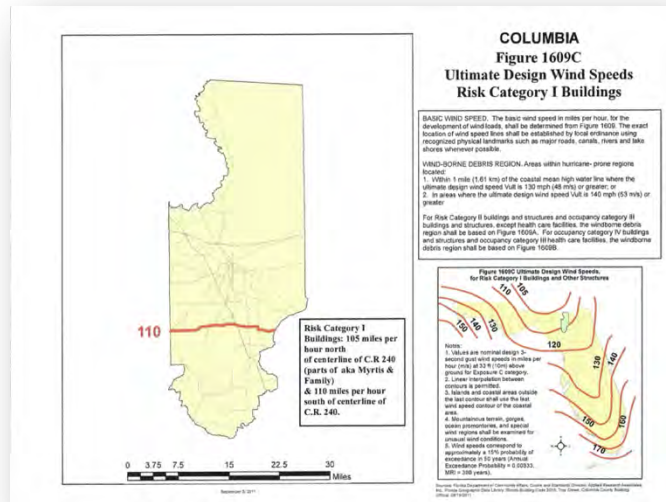 COLUMBIA
Figure 1609C
Ultimate Design Wind Speeds
Risk Category I Buildings
BASIC WIND SPEED. The basic wind speed in miles per hour, for the
development of wind loads, shall be determined from Figure 1609. The exact
location of wind speed lines shall be established by local ordinance using
recognized physical landmarks such as major roads, canals, rivers and lake
shores whenever possible.
WIND-BORNE DEBRIS REGION. Areas within hurricane- prone regions
located:
1. Within 1 mile (1.61 km) of the coastal mean high water line where the
ultimate design wind speed Vult is 130 mph (48 m/s) or greater; or
2. In areas where the ultimate design wind speed Vult is 140 mph (53 m/s) or
greater
For Risk Category II buildings and structures and occupancy category III
buildings and structures, except health care facilities, the windborne debris
region shall be based on Figure 1609A. For occupancy category IV buildings
and structures and occupancy category III health care facilities, the windborne
debris region shall be based on Figure 1609B.
110
Risk Category I
Buildings: 105 miles per
hour north
of centerline of C.R 240
(parts of aka Myrtis &
Family)
& 110 miles per hour
south of centerline of
C.R. 240.
0 3.75 7.5 15 22.5 30
Miles
Figure 1609C Ultimate Design Wind Speeds,
for Risk Category I Buildings and Other Structures
110
105
150
140
130
120
130
140
150
160
170
Notes:
1. Values are nominal design 3-
second gust wind speeds in miles per
hour (m/s) at 33 ft (10m) above
ground for Exposure C category.
2. Linear interpolation between
contours is permitted.
3. Islands and coastal areas outside
the last contour shall use the last
wind speed contour of the coastal
area.
4. Mountainous terrain, gorges,
ocean promontories, and special
wind regions shall be examined for
unusual wind conditions.
5. Wind speeds correspond to
approximately a 15% probability of
exceedance in 50 years (Annual
Exceedance Probability = 0.00333,
MRI = 300 years).